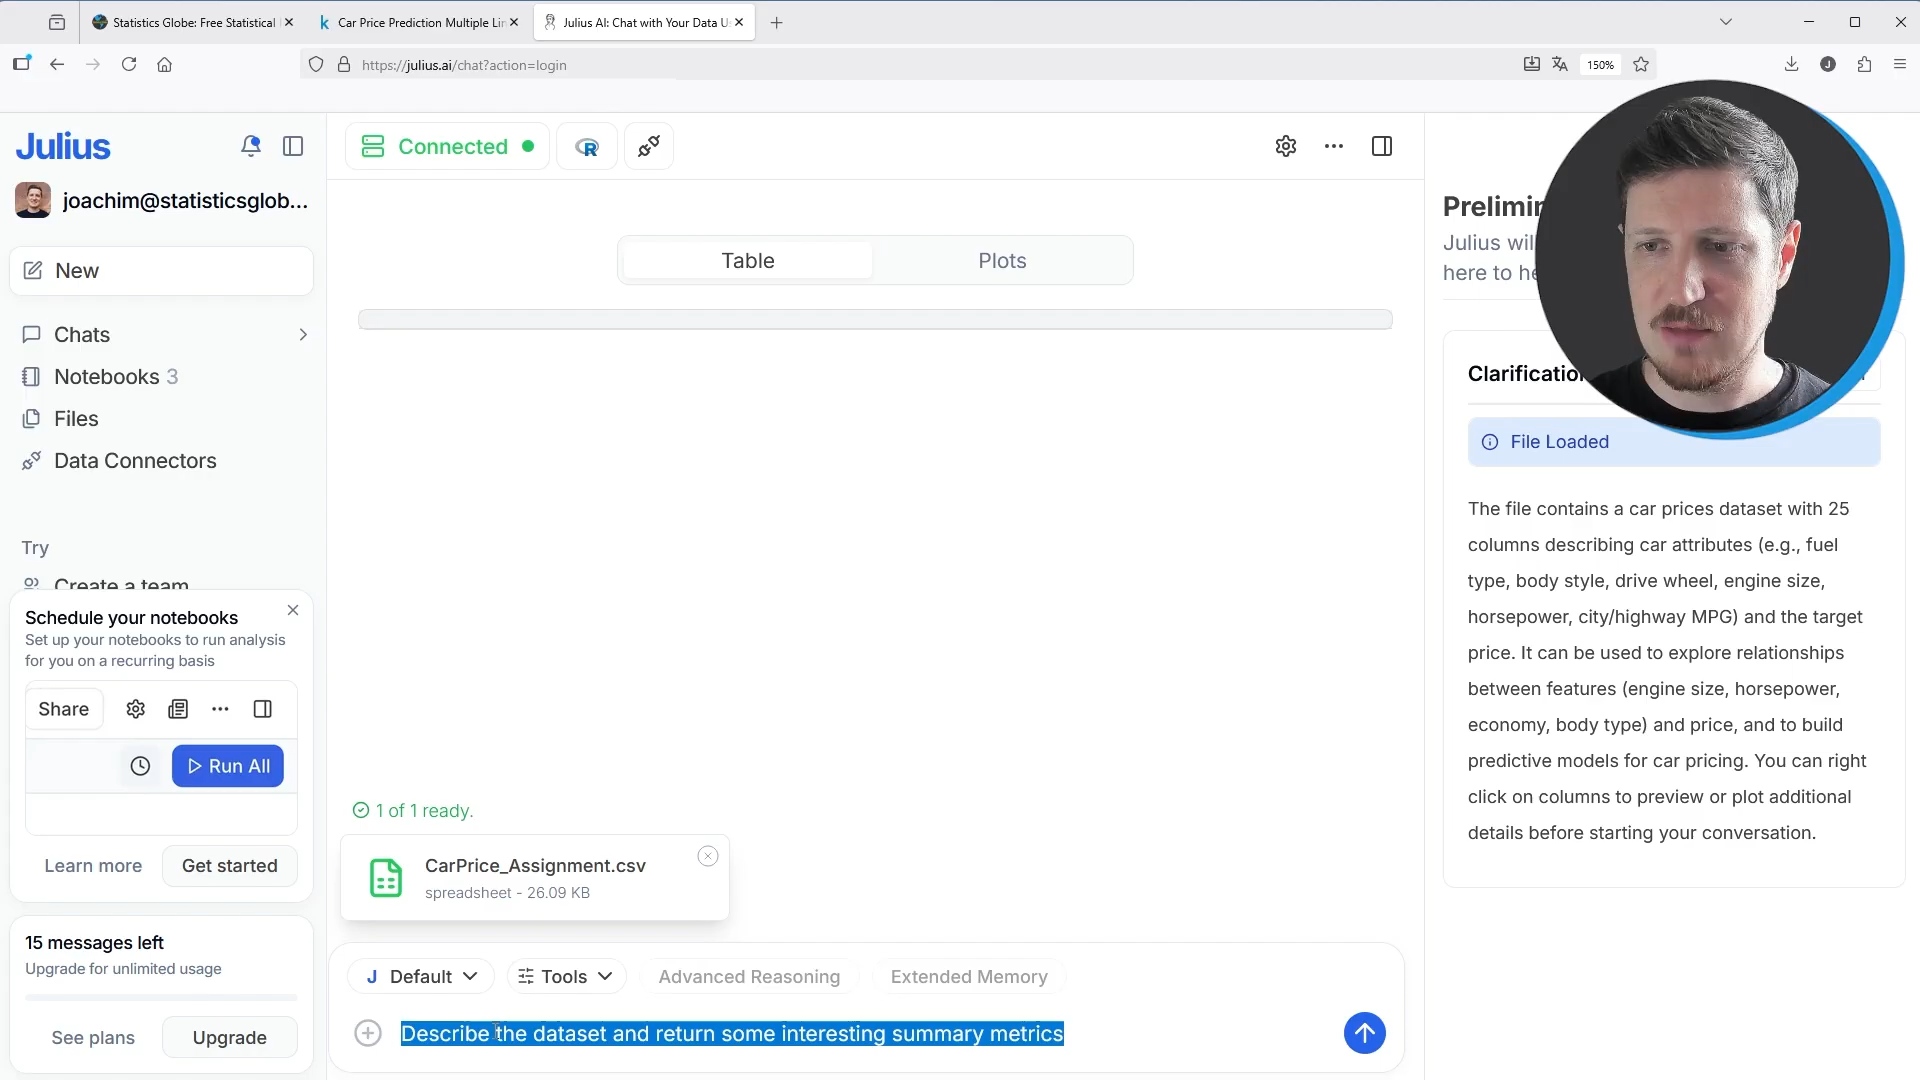 Statistics Globe: Free Statistical
Car Price Prediction Multiple Lin
Julius AI: Chat with Your Data U
https://julius.ai/chat?action=login
150%
J
Julius
joachim@statisticsglob...
New
Chats
Notebooks 3
Files
Data Connectors
Try
Create a team
Schedule your notebooks
Set up your notebooks to run analysis
for you on a recurring basis
Share
Run All
Learn more
Get started
15 messages left
Upgrade for unlimited usage
See plans
Upgrade
Connected
R
Table
Plots
1 of 1 ready.
CarPrice_Assignment.csv
spreadsheet - 26.09 KB
J Default
Tools
Advanced Reasoning
Extended Memory
Describe the dataset and return some interesting summary metrics
Julius
here to
File Loaded
The file contains a car prices dataset with 25
columns describing car attributes (e.g., fuel
type, body style, drive wheel, engine size,
horsepower, city/highway MPG) and the target
price. It can be used to explore relationships
between features (engine size, horsepower,
economy, body type) and price, and to build
predictive models for car pricing. You can right
click on columns to preview or plot additional
details before starting your conversation.